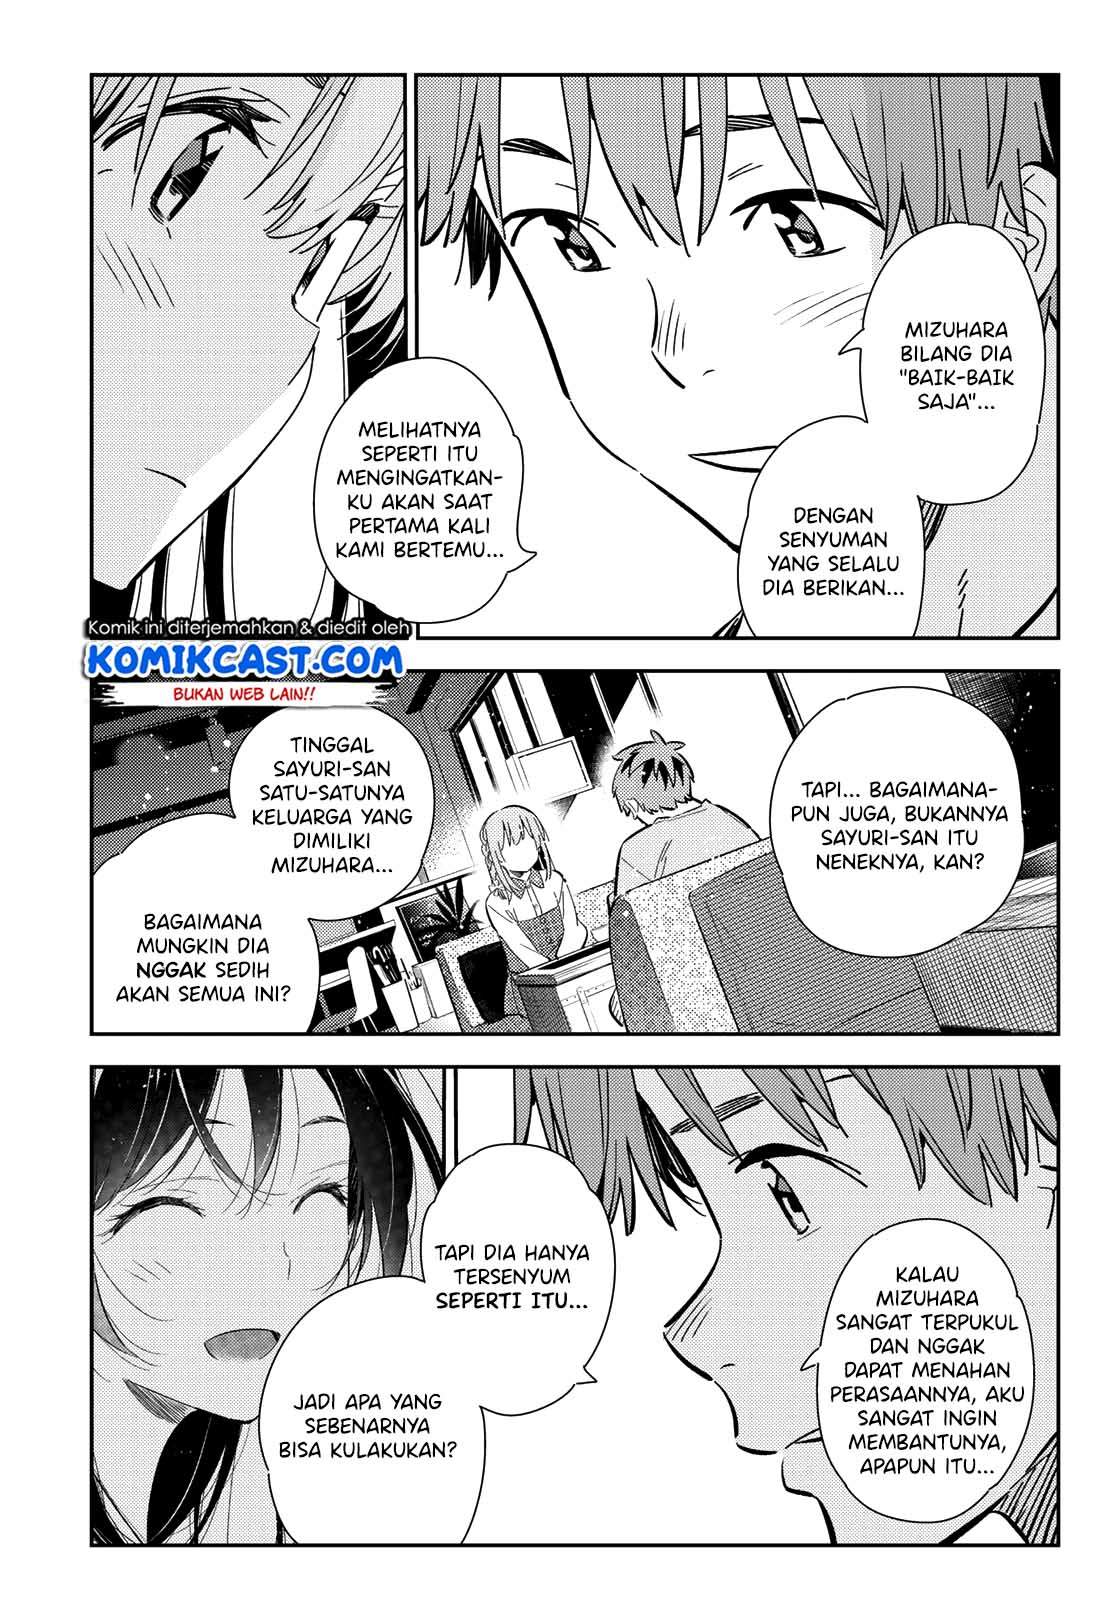 MIZUHARA
BILANG DIA
"BAIK-BAIK
SAJA"...
DENGAN
SENYUMAN
YANG SELALU
DIA BERIKAN...
MELIHATNYA
SEPERTI ITU
MENGINGATKAN-
KU AKAN SAAT
PERTAMA KALI
KAMI BERTEMU...
Komik ini diterjemahkan & diedit oleh
KOMIKCAST.COM
BUKAN WEB LAIN!!
TAPI... BAGAIMANA-
PUN JUGA, BUKANNYA
SAYURI-SAN ITU
NENEKNYA, KAN?
TINGGAL
SAYURI-SAN
SATU-SATUNYA
KELUARGA YANG
DIMILIKI
MIZUHARA...
BAGAIMANA
MUNGKIN DIA
NGGAK SEDIH
AKAN SEMUA INI?
KALAU
MIZUHARA
SANGAT TERPUKUL
DAN NGGAK
DAPAT MENAHAN
PERASAANNYA, AKU
SANGAT INGIN
MEMBANTUNYA,
APAPUN ITU...
TAPI DIA HANYA
TERSENYUM
SEPERTI ITU...
JADI APA YANG
SEBENARNYA
BISA KULAKUKAN?